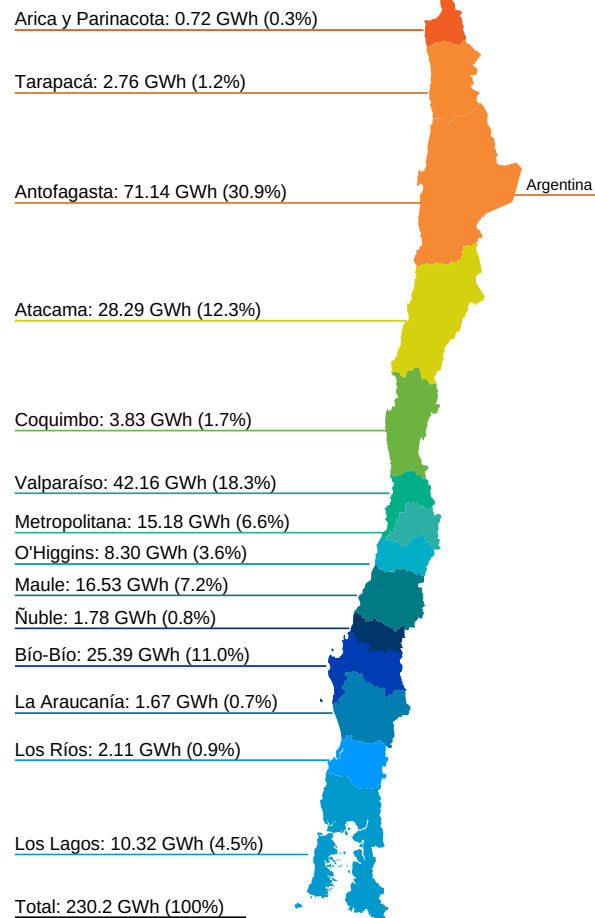 Arica y Parinacota: 0.72 GWh (0.3%)
Tarapacá: 2.76 GWh (1.2%)
Antofagasta: 71.14 GWh (30.9%)
Argentina
Atacama: 28.29 GWh (12.3%)
Coquimbo: 3.83 GWh (1.7%)
Valparaíso: 42.16 GWh (18.3%)
Metropolitana: 15.18 GWh (6.6%)
O'Higgins: 8.30 GWh (3.6%)
Maule: 16.53 GWh (7.2%)
Ñuble: 1.78 GWh (0.8%)
Bío-Bío: 25.39 GWh (11.0%)
La Araucanía: 1.67 GWh (0.7%)
Los Ríos: 2.11 GWh (0.9%)
Los Lagos: 10.32 GWh (4.5%)
Total: 230.2 GWh (100%)